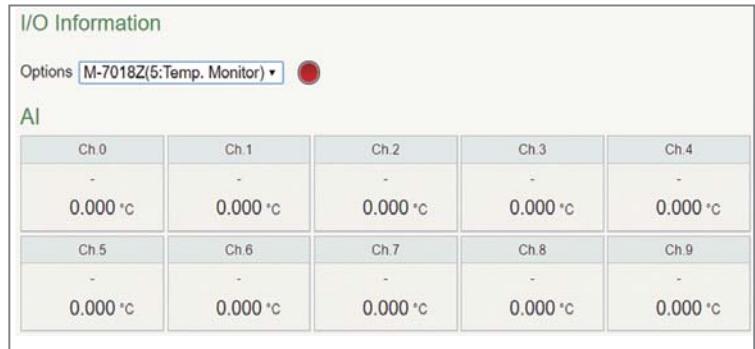 I/O Information
Options M-7018Z(5:Temp. Monitor)
AI
Ch.0 Ch.1 Ch.2 Ch.3 Ch.4
- - - - -
0.000 °C 0.000 °C 0.000 °C 0.000 °C 0.000 °C
Ch.5 Ch.6 Ch.7 Ch.8 Ch.9
- - - - -
0.000 °C 0.000 °C 0.000 °C 0.000 °C 0.000 °C